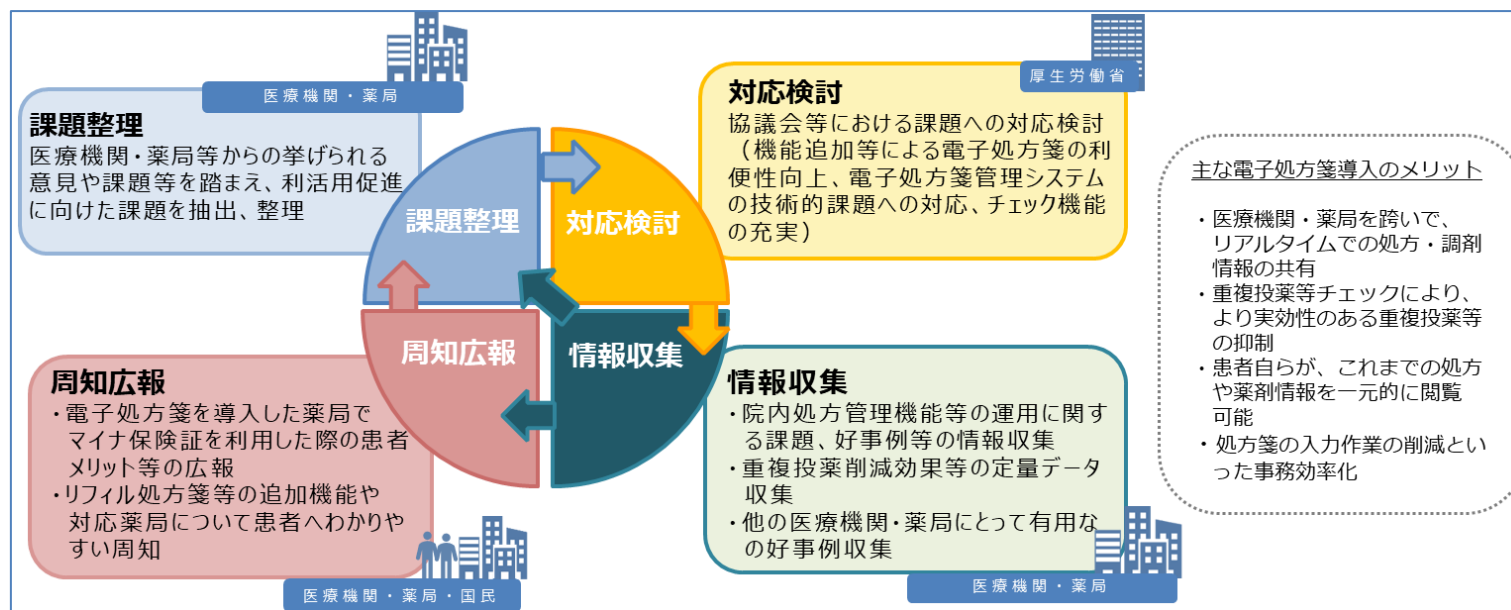 医療機関・薬局
課題整理
医療機関・薬局等からの挙げられる
意見や課題等を踏まえ、利活用促進
に向けた課題を抽出、整理
厚生労働省
対応検討
協議会等における課題への対応検討
（機能追加等による電子処方箋の利
便性向上、電子処方箋管理システム
の技術的課題への対応、チェック機能
の充実）
課題整理
対応検討
周知広報
情報収集
周知広報
・電子処方箋を導入した薬局で
マイナ保険証を利用した際の患者
メリット等の広報
・リフィル処方箋等の追加機能や
対応薬局について患者へわかりや
すい周知
医療機関・薬局・国民
情報収集
・院内処方管理機能等の運用に関す
る課題、好事例等の情報収集
・重複投薬削減効果等の定量データ
収集
・他の医療機関・薬局にとって有用な
の好事例収集
医療機関・薬局
主な電子処方箋導入のメリット
・医療機関・薬局を跨いで、
リアルタイムでの処方・調剤
情報の共有
・重複投薬等チェックにより、
より実効性のある重複投薬等
の抑制
・患者自らが、これまでの処方
や薬剤情報を一元的に閲覧
可能
・処方箋の入力作業の削減とい
った事務効率化